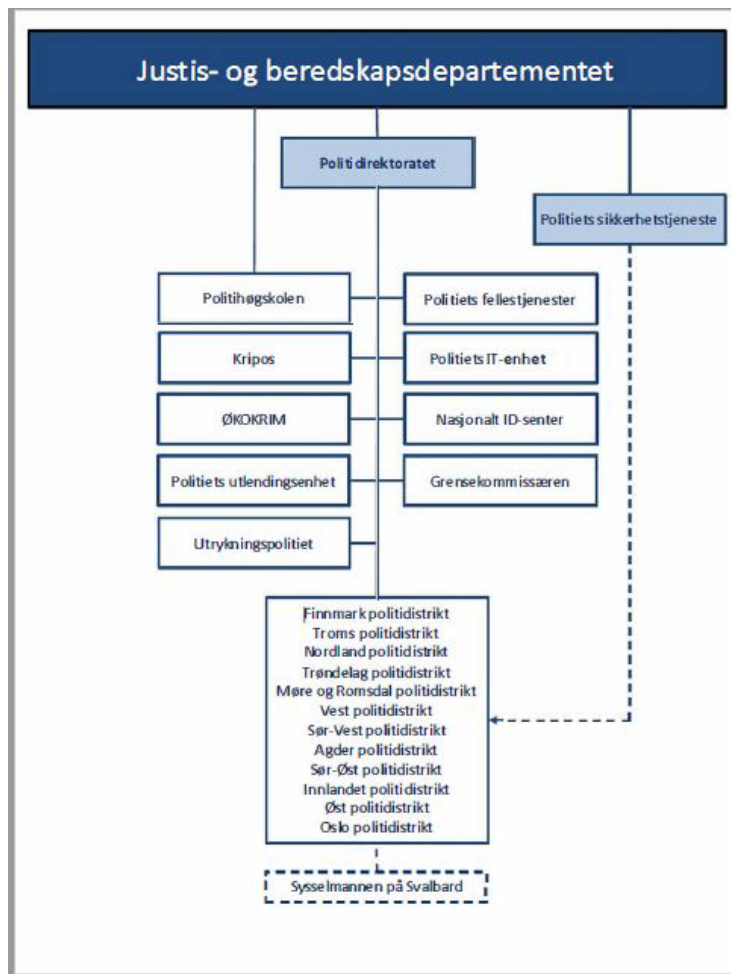 Justis- og beredskapsdepartementet
Politidirektoratet
Politiets sikkerhetstjeneste
Politihøgskolen
Politiets fellestjenester
Kripos
Politiets IT-enhet
ØKOKRIM
Nasjonalt ID-senter
Politiets utlendingsenhet
Grensekommissæren
Utrykningspolitiet
Finnmark politidistrikt
Troms politidistrikt
Nordland politidistrikt
Trøndelag politidistrikt
Møre og Romsdal politidistrikt
Vest politidistrikt
Sør-Vest politidistrikt
Agder politidistrikt
Sør-Øst politidistrikt
Innlandet politidistrikt
Øst politidistrikt
Oslo politidistrikt
Sysselmannen på Svalbard